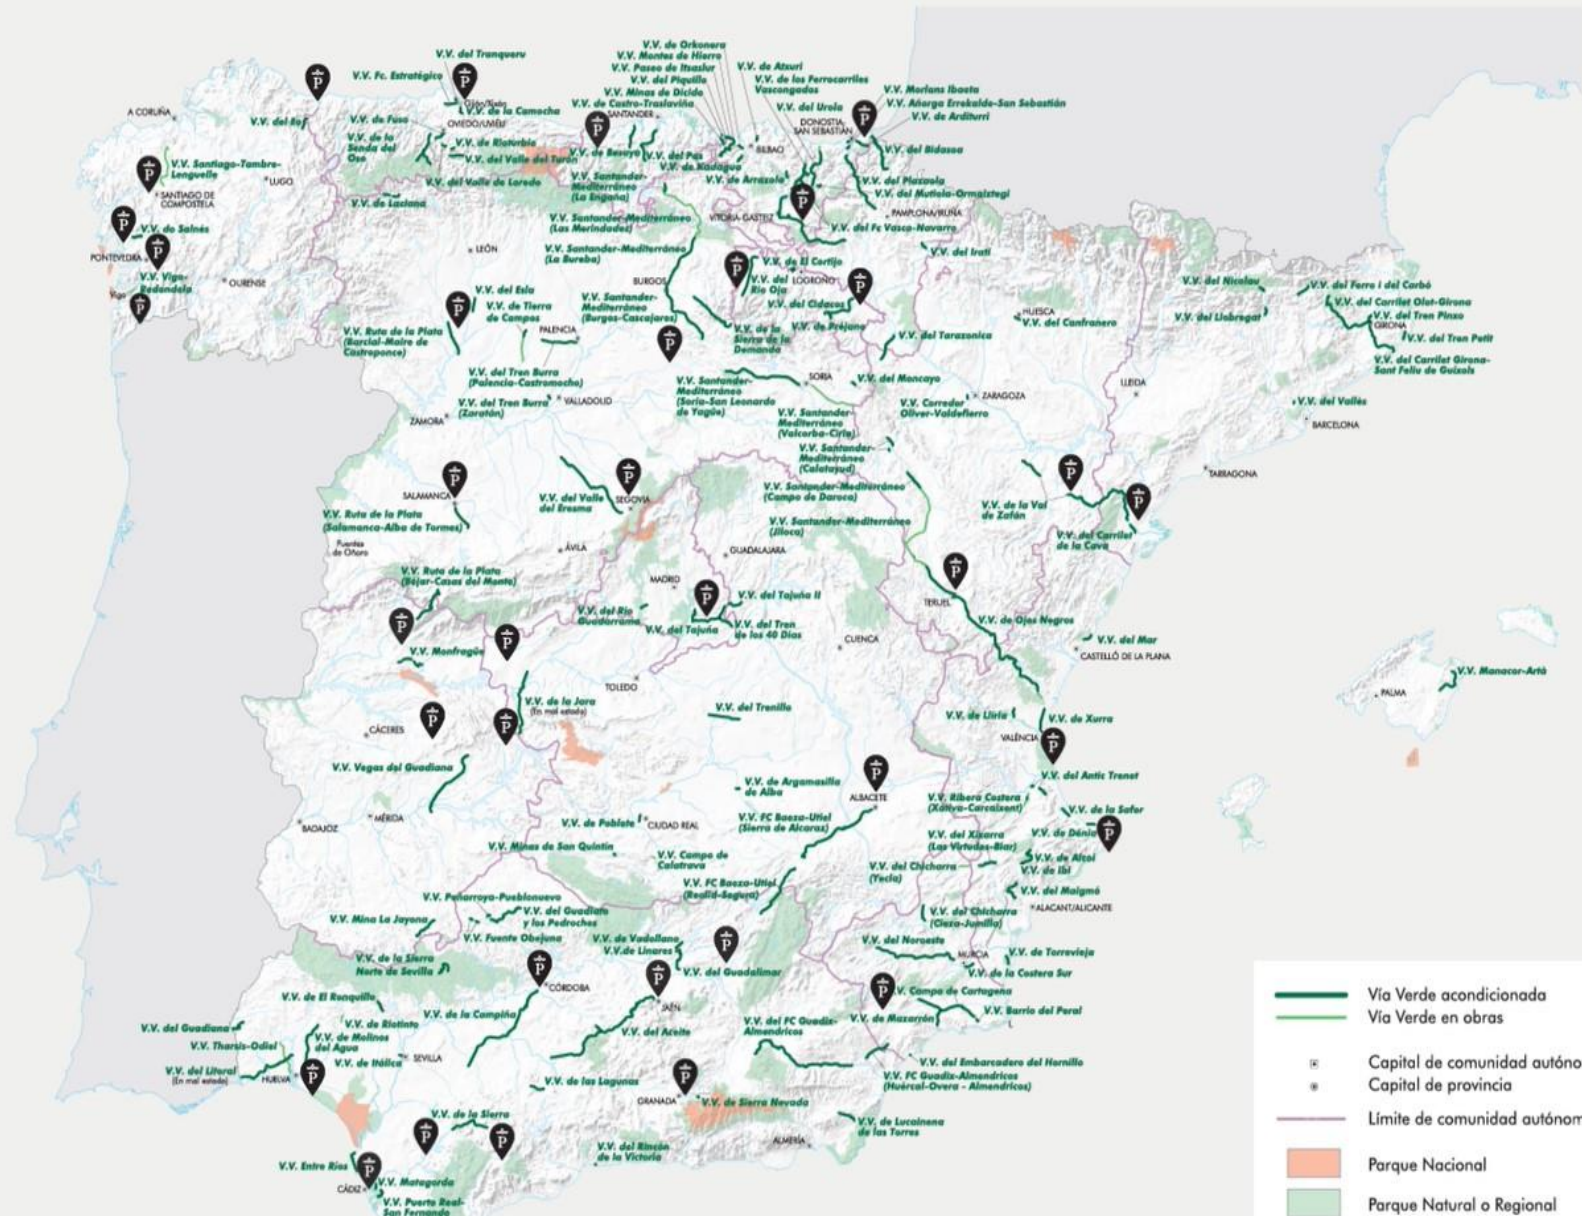 V.V. del Tranqueru
V.V. Fc. Estratégico
Gijón/Xixón
V.V. de la Camocha
OVIEDO/UVIÉU
A CORUÑA
V.V. del Eo
V.V. de Fuso
V.V. de la
Senda del
Oso
V.V. de Rioturbio
V.V. del Valle del Turón
V.V. del Valle de Loredo
V.V. de Laciana
V.V. Santiago-Tambre-
Lengüelle
LUGO
SANTIAGO DE
COMPOSTELA
V.V. do Salnés
PONTEVEDRA
V.V. Vigo-
Redondela
Vigo
OURENSE
LEÓN
V.V. de Orkonera
V.V. Montes de Hierro
V.V. Paseo de Itsaslur
V.V. del Piquillo
V.V. Minas de Dícido
V.V. de Castro-Traslaviña
SANTANDER
V.V. de Atxuri
V.V. de los Ferrocarriles
Vascongados
V.V. del Urola
DONOSTIA/
SAN SEBASTIÁN
V.V. Morlans Ibaeta
V.V. Añorga Errekalde-San Sebastián
V.V. de Arditurri
V.V. del Bidasoa
BILBAO
V.V. de Besaya
V.V. del Pas
V.V. de Kadagua
V.V. de Arrazola
V.V. del Plazaola
V.V. de Mutiloa-Ormaiztegi
V.V. Santander-
Mediterráneo
(La Engaña)
V.V. Santander-Mediterráneo
(Las Merindades)
V.V. Santander-Mediterráneo
(La Bureba)
VITORIA-GASTEIZ
PAMPLONA/IRUÑA
V.V. del Fc Vasco-Navarro
V.V. del Irati
V.V. de El Cortijo
LOGROÑO
V.V. del
Río Oja
V.V. del Cidacos
V.V. de Préjano
BURGOS
V.V. Santander-
Mediterráneo
(Burgos-Cascajares)
V.V. de la
Sierra de la
Demanda
V.V. del Esla
V.V. de Tierra
de Campos
PALENCIA
V.V. Ruta de la Plata
(Barcial-Maire de
Castroponce)
V.V. del Tren Burra
(Palencia-Castromocho)
V.V. del Tren Burra
(Zaratán)
VALLADOLID
ZAMORA
V.V. del Tarazonica
SORIA
V.V. del Moncayo
V.V. Santander-
Mediterráneo
(Soria-San Leonardo
de Yagüe)
V.V. Santander-
Mediterráneo
(Valcorba-Ciria)
V.V. Santander-
Mediterráneo
(Calatayud)
V.V. Santander-Mediterráneo
(Campo de Daroca)
V.V. Santander-Mediterráneo
(Jiloca)
V.V. Corredor
Oliver-Valdefierro
ZARAGOZA
HUESCA
V.V. del Canfranero
LLEIDA
V.V. del Nicolau
V.V. del Llobregat
V.V. del Ferro i del Carbó
V.V. del Carrilet Olot-Girona
V.V. del Tren Pinxo
GIRONA
V.V. del Tren Petit
V.V. del Carrilet Girona-
Sant Feliu de Guíxols
V.V. del Vallès
BARCELONA
TARRAGONA
V.V. de la Val
de Zafán
V.V. del Carrilet
de la Cava
SALAMANCA
V.V. Ruta de la Plata
(Salamanca-Alba de Tormes)
Fuentes
de Oñoro
V.V. del Valle
del Eresma
SEGOVIA
ÁVILA
GUADALAJARA
MADRID
V.V. Ruta de la Plata
(Béjar-Casas del Monte)
V.V. del Río
Guadarrama
V.V. del Tajuña
V.V. del Tajuña II
V.V. del Tren
de los 40 Días
TERUEL
V.V. de Ojos Negros
CUENCA
V.V. del Mar
CASTELLÓ DE LA PLANA
V.V. Monfragüe
TOLEDO
V.V. de la Jara
(En mal estado)
V.V. del Trenillo
V.V. de Llíria
V.V. de Xurra
VALÈNCIA
V.V. Manacor-Artà
PALMA
CÁCERES
V.V. Vegas del Guadiana
BADAJOZ
MÉRIDA
V.V. del Antic Trenet
V.V. de Argamasilla
de Alba
ALBACETE
V.V. Ribera Costera
(Xàtiva-Carcaixent)
V.V. de la Safor
V.V. de Dénia
V.V. de Poblete
CIUDAD REAL
V.V. FC Baeza-Utiel
(Sierra de Alcaraz)
V.V. del Xixarra
(Las Virtudes-Biar)
V.V. Minas de San Quintín
V.V. Campo de
Calatrava
V.V. del Chicharra
(Yecla)
V.V. de Alcoi
V.V. de Ibi
V.V. FC Baeza-Utiel
(Reolid-Segura)
V.V. del Maigmó
ALACANT/ALICANTE
V.V. Peñarroya-Pueblonuevo
V.V. Mina La Jayona
V.V. del Guadiato
y los Pedroches
V.V. Fuente Obejuna
V.V. de Vadollano
V.V. de Linares
V.V. del Guadalimar
V.V. del Chicharra
(Cieza-Jumilla)
V.V. del Noroeste
MURCIA
V.V. de Torrevieja
V.V. de la Costera Sur
V.V. de la Sierra
Norte de Sevilla
CÓRDOBA
JAÉN
V. Campo de Cartagena
V.V. de Mazarrón
V.V. Barrio del Peral
V.V. de El Ronquillo
V.V. de la Campiña
V.V. del Aceite
V.V. del FC Guadix-
Almendricos
V.V. del Guadiana
V.V. de Riotinto
V.V. Tharsis-Odiel
V.V. de Molinos
del Agua
V.V. de Itálica
SEVILLA
V.V. del Litoral
(En mal estado)
HUELVA
V.V. del Embarcadero del Hornillo
V.V. FC Guadix-Almendricos
(Huércal-Overa - Almendricos)
V.V. de las Lagunas
GRANADA
V.V. de Sierra Nevada
V.V. de la Sierra
V.V. de Lucainena
de las Torres
ALMERÍA
V.V. del Rincón
de la Victoria
V.V. Entre Ríos
CÁDIZ
V.V. Matagorda
V.V. Puerto Real-
San Fernando
Vía Verde acondicionada
Vía Verde en obras
Capital de comunidad autóno
Capital de provincia
Límite de comunidad autónom
Parque Nacional
Parque Natural o Regional